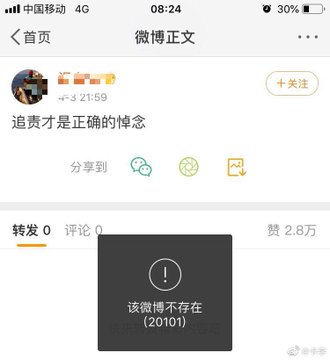 中国移动 4G 08:24 30%
首页 微博正文
4-3 21:59
+关注
追责才是正确的悼念
分享到
转发 0 评论 0 赞 2.8万
该微博不存在
(20101)